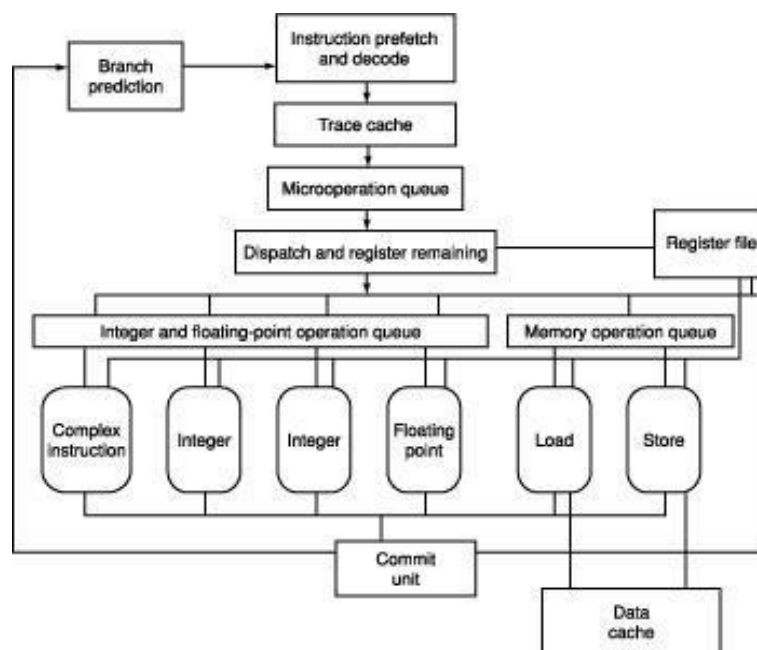 Instruction prefetch
and decode
Branch
prediction
Trace cache
Microoperation queue
Register file
Dispatch and register remaining
Integer and floating-point operation queue
Memory operation queue
Complex
instruction
Integer
Integer
Floating
point
Load
Store
Commit
unit
Data
cache